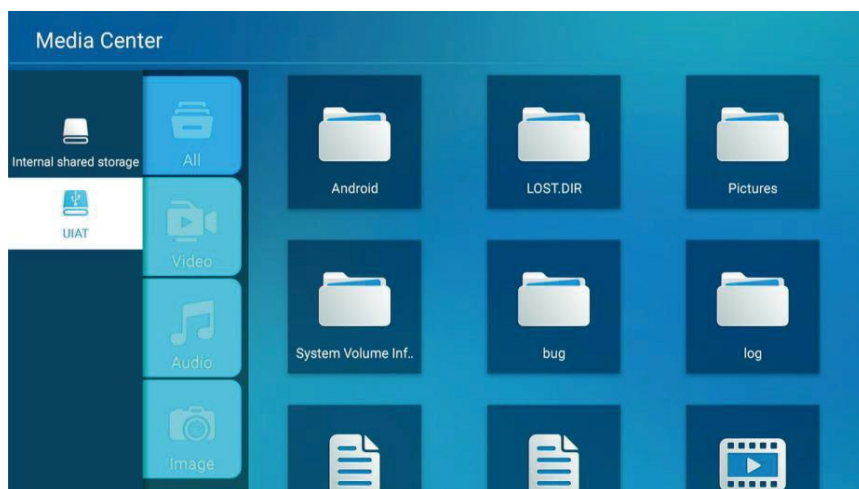 Media Center
Internal shared storage
UIAT
All
Video
Audio
Image
Android
LOST.DIR
Pictures
System Volume Inf..
bug
log